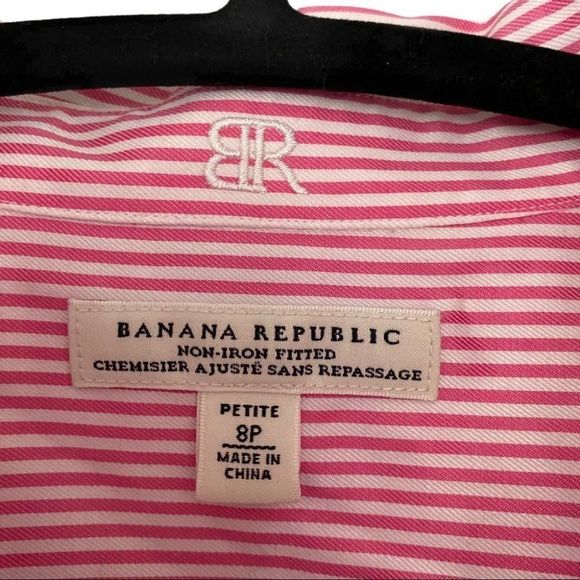 BR
BANANA REPUBLIC
NON-IRON FITTED
CHEMISIER AJUSTÉ SANS REPASSAGE
PETITE
8P
MADE IN
CHINA